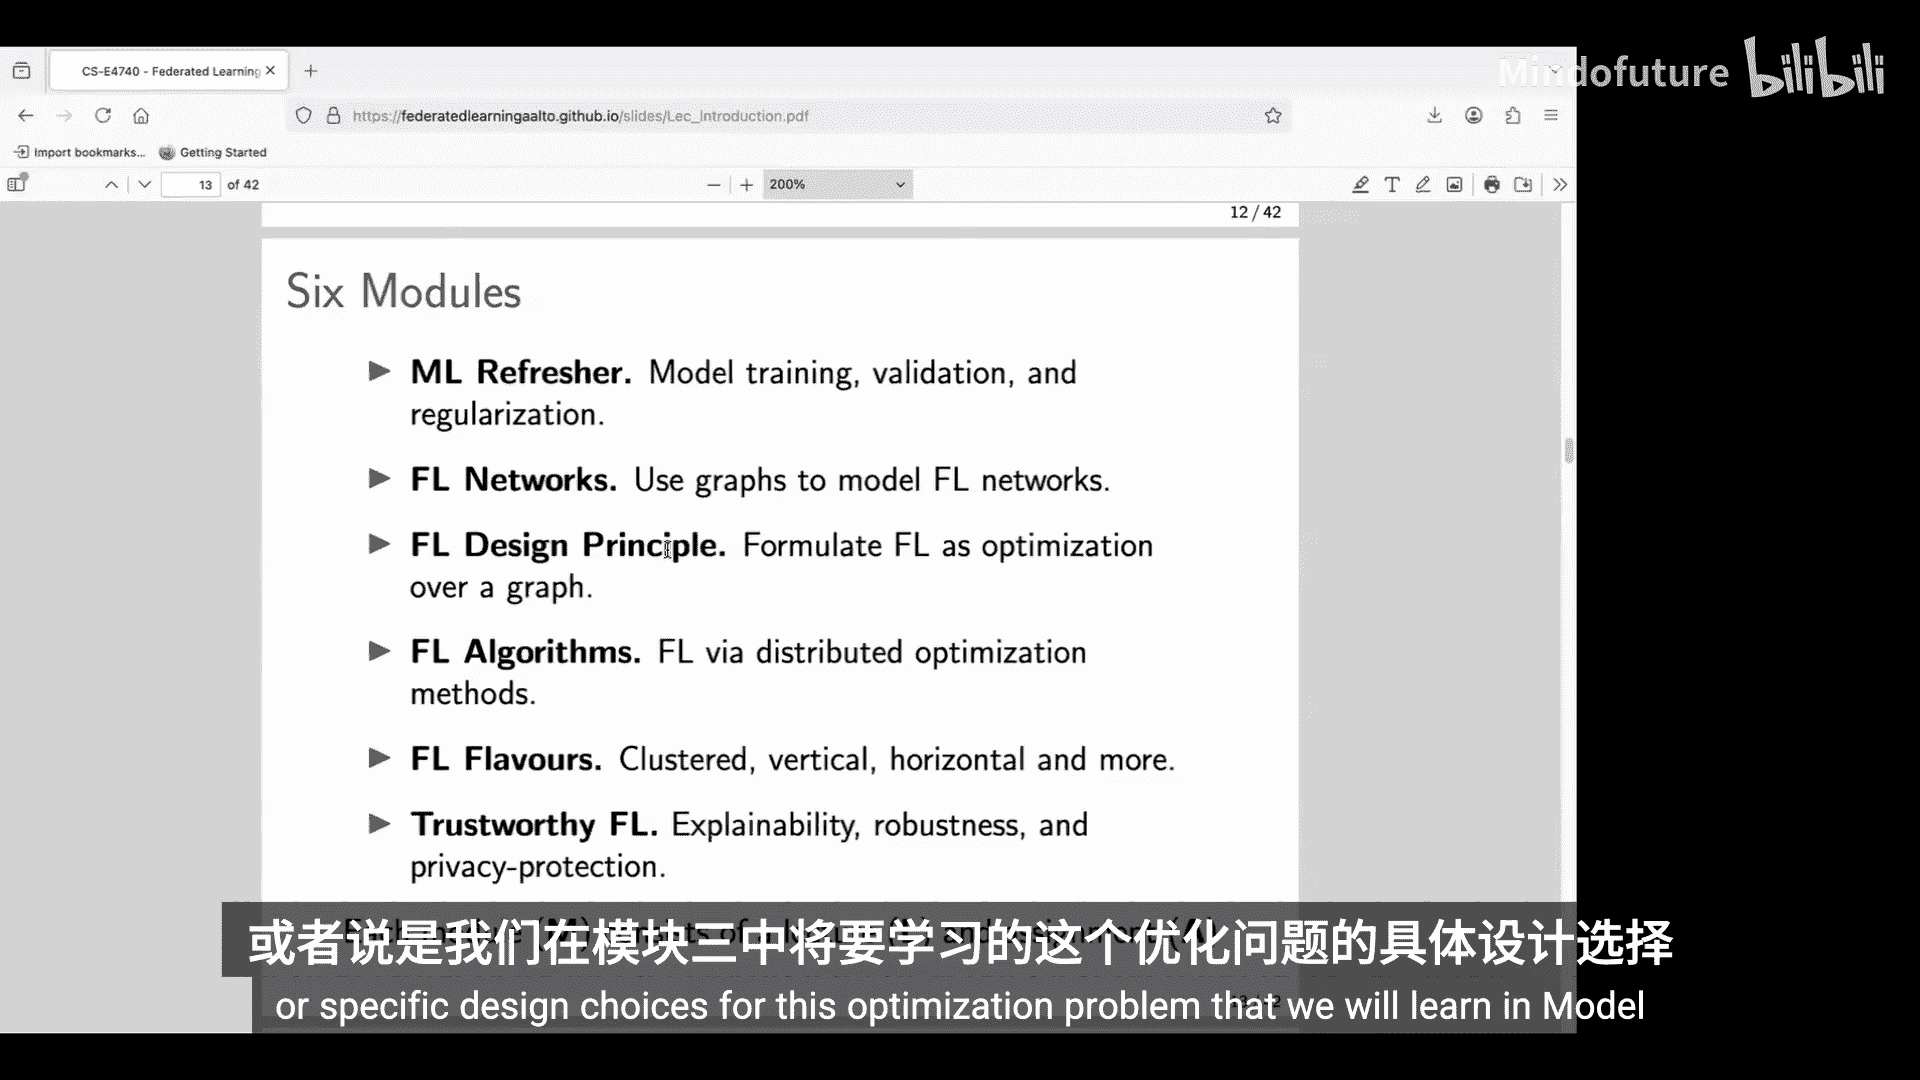 CS-E4740 - Federated Learning
Mindofuture bilibili
https://federatedlearningaalto.github.io/slides/Lec_Introduction.pdf
Import bookmarks... Getting Started
13 of 42
200%
12 / 42
Six Modules
ML Refresher. Model training, validation, and
regularization.
FL Networks. Use graphs to model FL networks.
FL Design Principle. Formulate FL as optimization
over a graph.
FL Algorithms. FL via distributed optimization
methods.
FL Flavours. Clustered, vertical, horizontal and more.
Trustworthy FL. Explainability, robustness, and
privacy-protection.
或者说是我们在模块三中将要学习的这个优化问题的具体设计选择
or specific design choices for this optimization problem that we will learn in Model